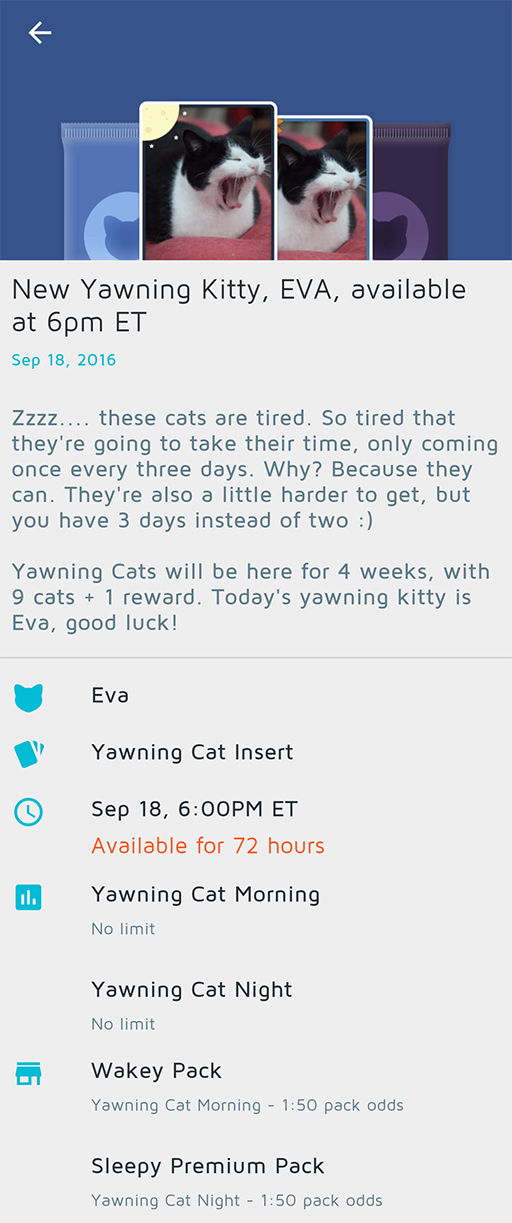 New Yawning Kitty, EVA, available
at 6pm ET
Sep 18, 2016
Zzzz.... these cats are tired. So tired that
they're going to take their time, only coming
once every three days. Why? Because they
can. They're also a little harder to get, but
you have 3 days instead of two :)
Yawning Cats will be here for 4 weeks, with
9 cats + 1 reward. Today's yawning kitty is
Eva, good luck!
Eva
Yawning Cat Insert
Sep 18, 6:00PM ET
Available for 72 hours
Yawning Cat Morning
No limit
Yawning Cat Night
No limit
Wakey Pack
Yawning Cat Morning - 1:50 pack odds
Sleepy Premium Pack
Yawning Cat Night - 1:50 pack odds